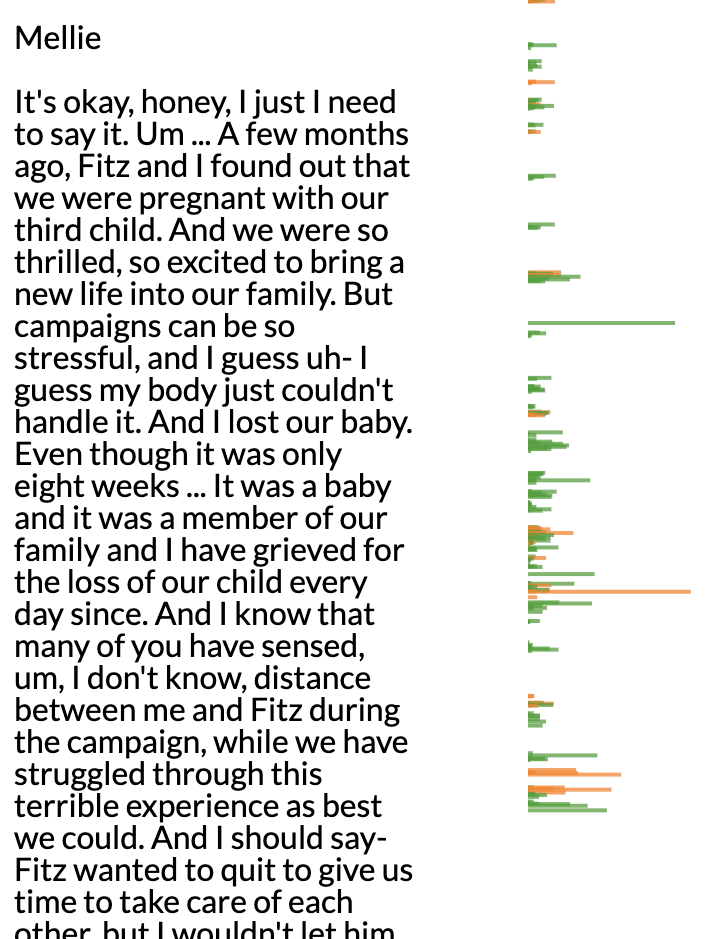 Mellie
It's okay, honey, I just I need
to say it. Um ... A few months
ago, Fitz and I found out that
we were pregnant with our
third child. And we were so
thrilled, so excited to bring a
new life into our family. But
campaigns can be so
stressful, and I guess uh- I
guess my body just couldn't
handle it. And I lost our baby.
Even though it was only
eight weeks ... It was a baby
and it was a member of our
family and I have grieved for
the loss of our child every
day since. And I know that
many of you have sensed,
um, I don't know, distance
between me and Fitz during
the campaign, while we have
struggled through this
terrible experience as best
we could. And I should say-
Fitz wanted to quit to give us
time to take care of each
other, but I wouldn't let him